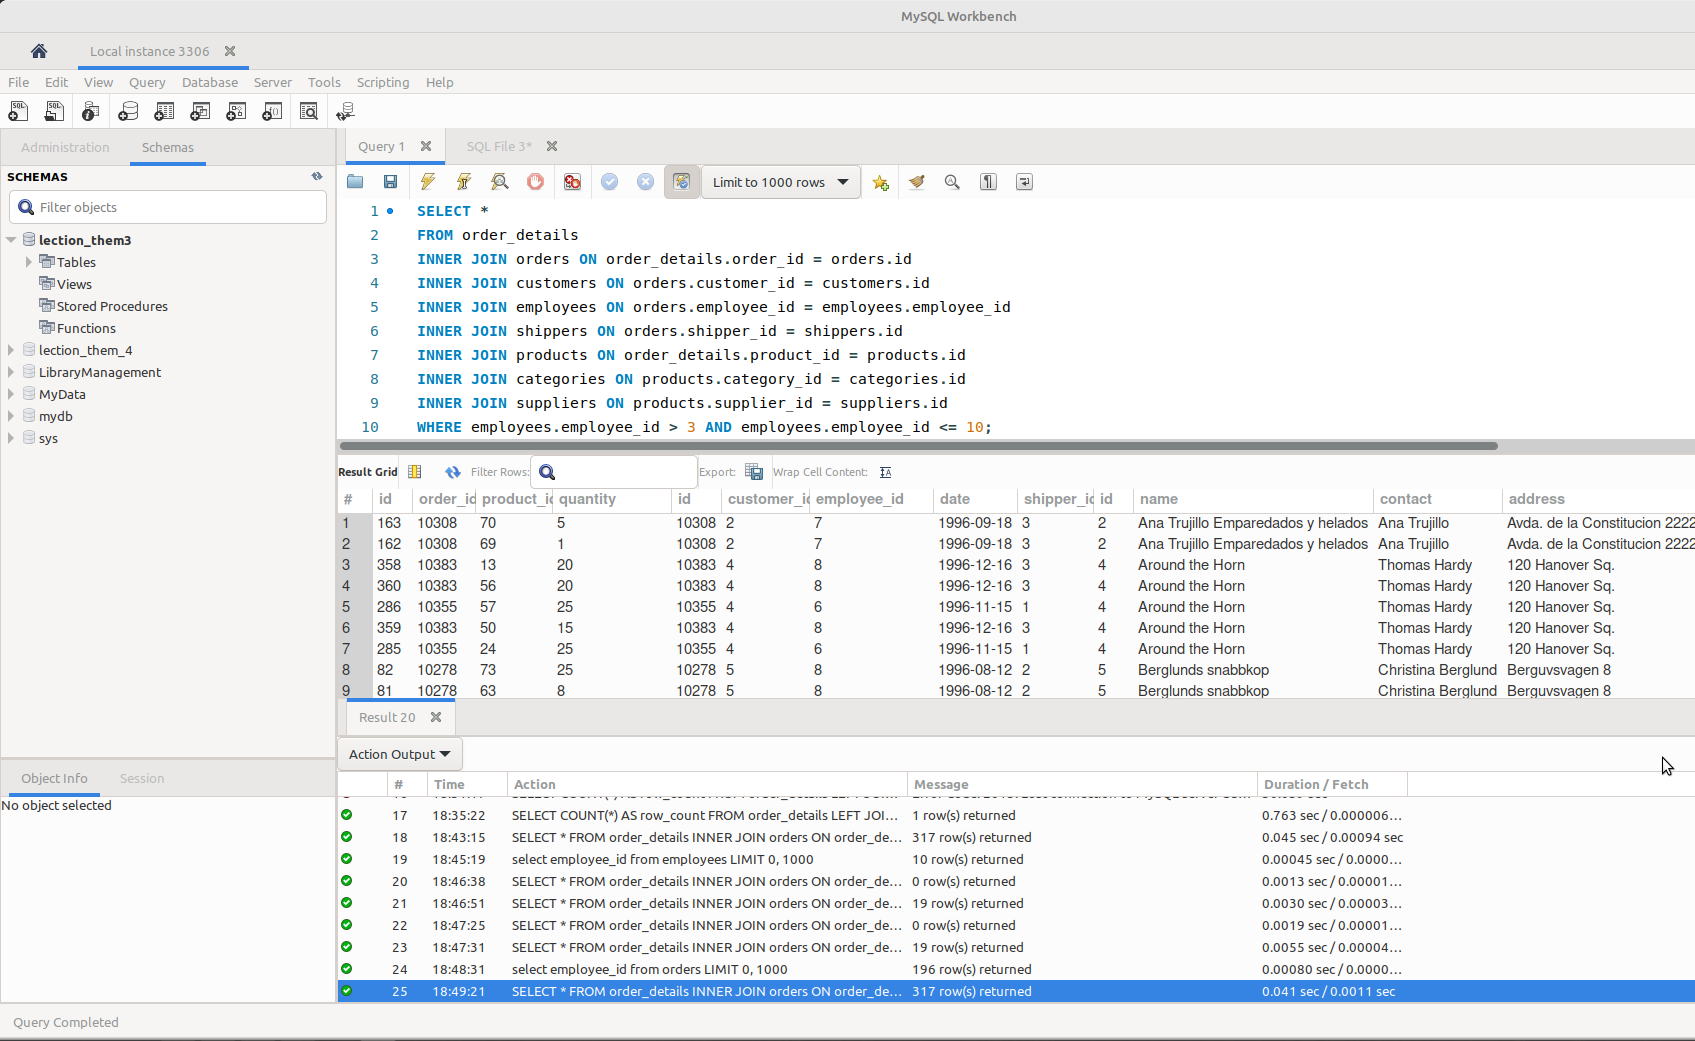 MySQL Workbench
Local instance 3306
File Edit View Query Database Server Tools Scripting Help
Administration Schemas
SCHEMAS
Filter objects
lection_them3
Tables
Views
Stored Procedures
Functions
lection_them_4
LibraryManagement
MyData
mydb
sys
Object Info Session
No object selected
Query 1 SQL File 3*
Limit to 1000 rows
1 SELECT *
2 FROM order_details
3 INNER JOIN orders ON order_details.order_id = orders.id
4 INNER JOIN customers ON orders.customer_id = customers.id
5 INNER JOIN employees ON orders.employee_id = employees.employee_id
6 INNER JOIN shippers ON orders.shipper_id = shippers.id
7 INNER JOIN products ON order_details.product_id = products.id
8 INNER JOIN categories ON products.category_id = categories.id
9 INNER JOIN suppliers ON products.supplier_id = suppliers.id
10 WHERE employees.employee_id > 3 AND employees.employee_id <= 10;
Result Grid Filter Rows: Export: Wrap Cell Content:
# id order_id product_id quantity id customer_id employee_id date shipper_id id name contact address
1 163 10308 70 5 10308 2 7 1996-09-18 3 2 Ana Trujillo Emparedados y helados Ana Trujillo Avda. de la Constitucion 2222
2 162 10308 69 1 10308 2 7 1996-09-18 3 2 Ana Trujillo Emparedados y helados Ana Trujillo Avda. de la Constitucion 2222
3 358 10383 13 20 10383 4 8 1996-12-16 3 4 Around the Horn Thomas Hardy 120 Hanover Sq.
4 360 10383 56 20 10383 4 8 1996-12-16 3 4 Around the Horn Thomas Hardy 120 Hanover Sq.
5 286 10355 57 25 10355 4 6 1996-11-15 1 4 Around the Horn Thomas Hardy 120 Hanover Sq.
6 359 10383 50 15 10383 4 8 1996-12-16 3 4 Around the Horn Thomas Hardy 120 Hanover Sq.
7 285 10355 24 25 10355 4 6 1996-11-15 1 4 Around the Horn Thomas Hardy 120 Hanover Sq.
8 82 10278 73 25 10278 5 8 1996-08-12 2 5 Berglunds snabbkop Christina Berglund Berguvsvagen 8
9 81 10278 63 8 10278 5 8 1996-08-12 2 5 Berglunds snabbkop Christina Berglund Berguvsvagen 8
Result 20
Action Output
# Time Action Message Duration / Fetch
17 18:35:22 SELECT COUNT(*) AS row_count FROM order_details LEFT JOI... 1 row(s) returned 0.763 sec / 0.000006...
18 18:43:15 SELECT * FROM order_details INNER JOIN orders ON order_de... 317 row(s) returned 0.045 sec / 0.00094 sec
19 18:45:19 select employee_id from employees LIMIT 0, 1000 10 row(s) returned 0.00045 sec / 0.0000...
20 18:46:38 SELECT * FROM order_details INNER JOIN orders ON order_de... 0 row(s) returned 0.0013 sec / 0.00001...
21 18:46:51 SELECT * FROM order_details INNER JOIN orders ON order_de... 19 row(s) returned 0.0030 sec / 0.00003...
22 18:47:25 SELECT * FROM order_details INNER JOIN orders ON order_de... 0 row(s) returned 0.0019 sec / 0.00001...
23 18:47:31 SELECT * FROM order_details INNER JOIN orders ON order_de... 19 row(s) returned 0.0055 sec / 0.00004...
24 18:48:31 select employee_id from orders LIMIT 0, 1000 196 row(s) returned 0.00080 sec / 0.0000...
25 18:49:21 SELECT * FROM order_details INNER JOIN orders ON order_de... 317 row(s) returned 0.041 sec / 0.0011 sec
Query Completed